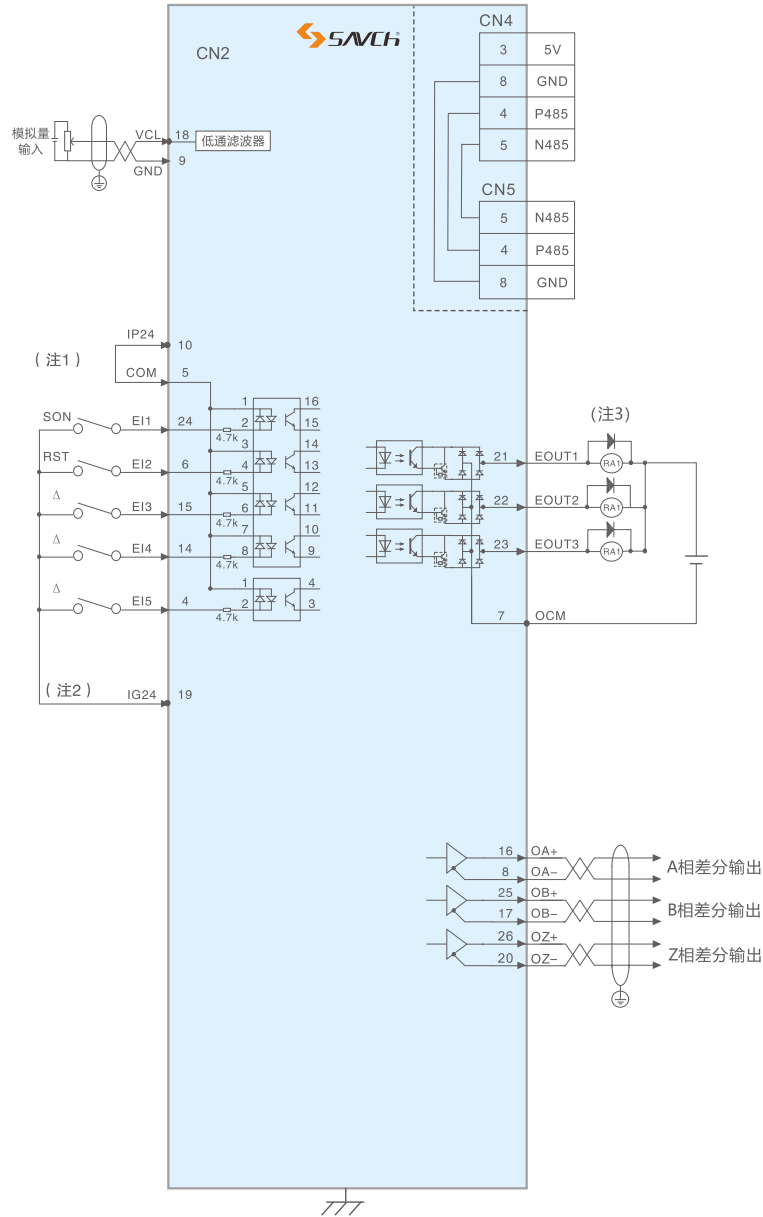 SAVCh®
CN2
CN4
3 5V
8 GND
4 P485
5 N485
CN5
5 N485
4 P485
8 GND
模拟量
输入
VCL 18 低通滤波器
GND 9
(注1)
IP24 10
COM 5
SON EI1 24 4.7k 1 2 16 15
RST EI2 6 4.7k 3 4 14 13
Δ EI3 15 4.7k 5 6 12 11
Δ EI4 14 4.7k 7 8 10 9
Δ EI5 4 4.7k 1 2 4 3
(注2)
IG24 19
(注3)
21 EOUT1 RA1
22 EOUT2 RA1
23 EOUT3 RA1
7 OCM
16 OA+
8 OA-
A相差分输出
25 OB+
17 OB-
B相差分输出
26 OZ+
20 OZ-
Z相差分输出